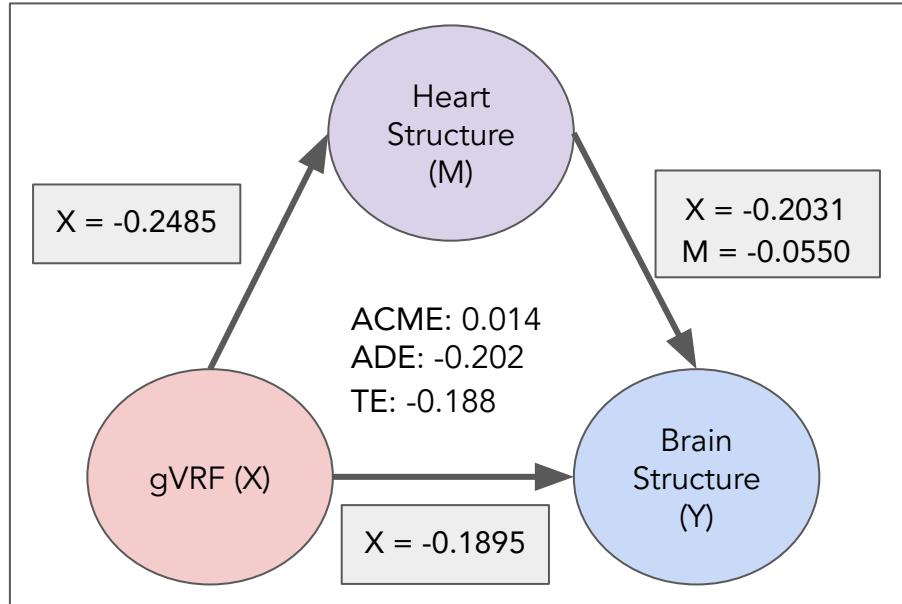 Heart
Structure
(M)
X = -0.2485
X = -0.2031
M = -0.0550
ACME: 0.014
ADE: -0.202
TE: -0.188
gVRF (X)
Brain
Structure
(Y)
X = -0.1895